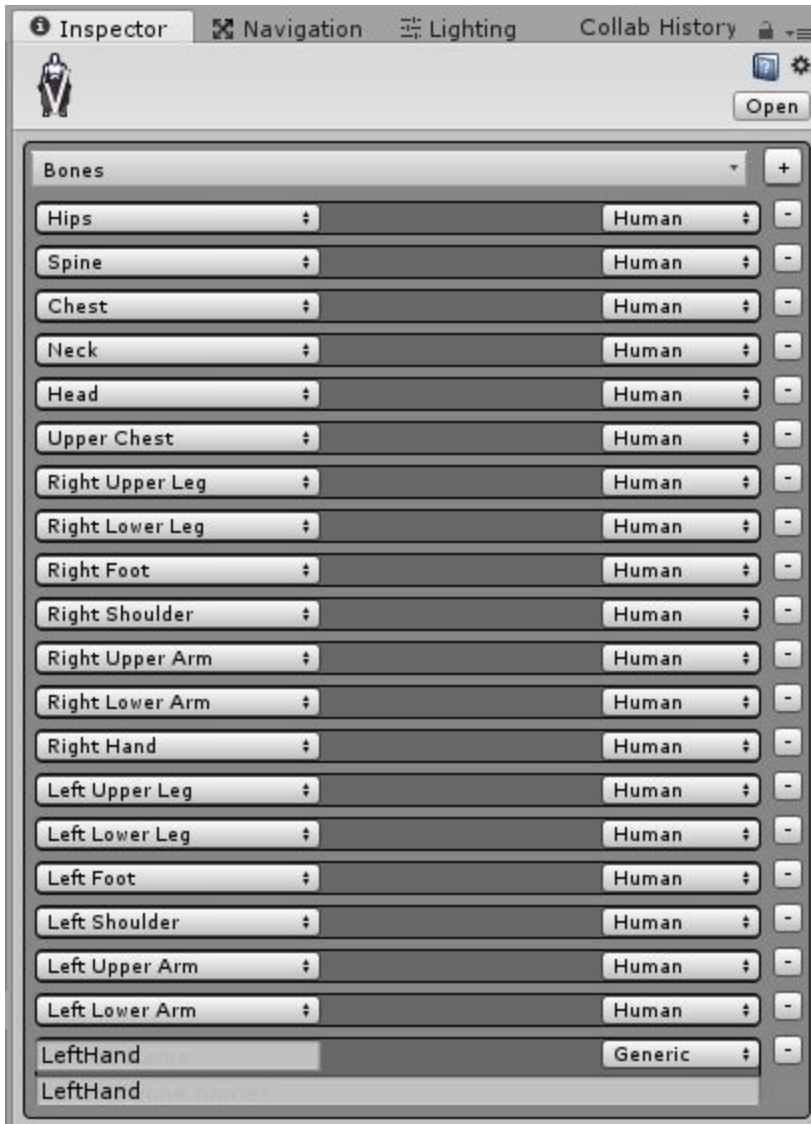 Inspector Navigation Lighting Collab History
Open
Bones +
Hips Human -
Spine Human -
Chest Human -
Neck Human -
Head Human -
Upper Chest Human -
Right Upper Leg Human -
Right Lower Leg Human -
Right Foot Human -
Right Shoulder Human -
Right Upper Arm Human -
Right Lower Arm Human -
Right Hand Human -
Left Upper Leg Human -
Left Lower Leg Human -
Left Foot Human -
Left Shoulder Human -
Left Upper Arm Human -
Left Lower Arm Human -
LeftHand Generic -
LeftHand names